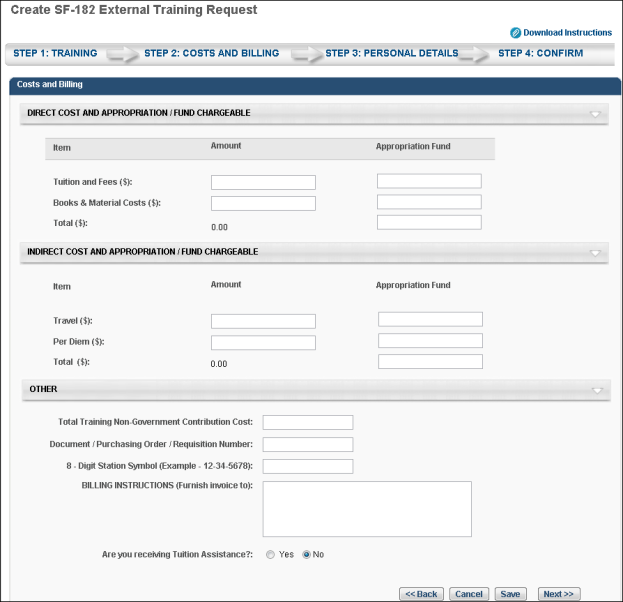 Create SF-182 External Training Request
Download Instructions
STEP 1: TRAINING STEP 2: COSTS AND BILLING STEP 3: PERSONAL DETAILS STEP 4: CONFIRM
Costs and Billing
DIRECT COST AND APPROPRIATION / FUND CHARGEABLE
Item Amount Appropriation Fund
Tuition and Fees ($):
Books & Material Costs ($):
Total ($): 0.00
INDIRECT COST AND APPROPRIATION / FUND CHARGEABLE
Item Amount Appropriation Fund
Travel ($):
Per Diem ($):
Total ($): 0.00
OTHER
Total Training Non-Government Contribution Cost:
Document / Purchasing Order / Requisition Number:
8 - Digit Station Symbol (Example - 12-34-5678):
BILLING INSTRUCTIONS (Furnish invoice to):
Are you receiving Tuition Assistance?: Yes No
<< Back Cancel Save Next >>